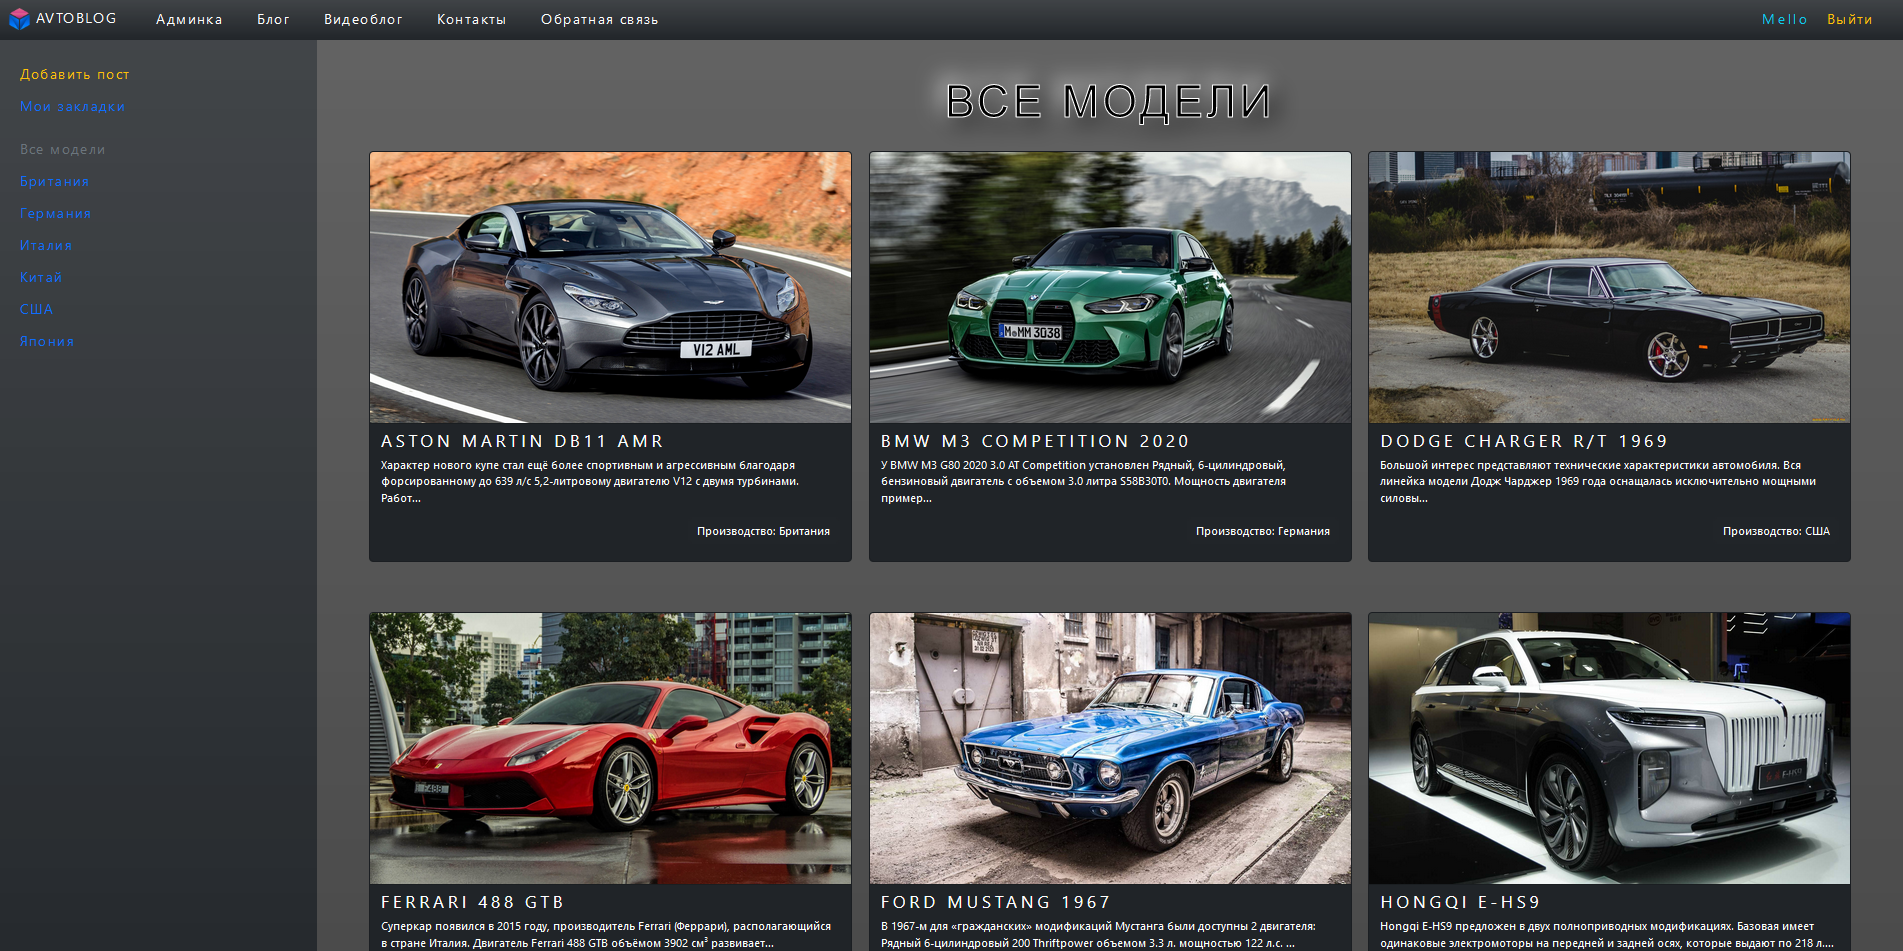 AVTOBLOG Админка Блог Видеоблог Контакты Обратная связь Mello Выйти
Добавить пост
Мои закладки
Все модели
Британия
Германия
Италия
Китай
США
Япония
ВСЕ МОДЕЛИ
V12 AML
ASTON MARTIN DB11 AMR
Характер нового купе стал ещё более спортивным и агрессивным благодаря
форсированному до 639 л/с 5,2-литровому двигателю V12 с двумя турбинами.
Работ...
Производство: Британия
M MM 3038
BMW M3 COMPETITION 2020
У BMW M3 G80 2020 3.0 AT Competition установлен Рядный, 6-цилиндровый,
бензиновый двигатель с объемом 3.0 литра S58B30T0. Мощность двигателя
пример...
Производство: Германия
DODGE CHARGER R/T 1969
Большой интерес представляют технические характеристики автомобиля. Вся
линейка модели Додж Чарджер 1969 года оснащалась исключительно мощными
силовы...
Производство: США
F488
FERRARI 488 GTB
Суперкар появился в 2015 году, производитель Ferrari (Феррари), располагающийся
в стране Италия. Двигатель Ferrari 488 GTB объёмом 3902 см³ развивает...
FORD MUSTANG 1967
В 1967-м для «гражданских» модификаций Мустанга были доступны 2 двигателя:
Рядный 6-цилиндровый 200 Thriftpower объемом 3.3 л. мощностью 122 л.с. ...
E-HS9
HONGQI E-HS9
Hongqi E-HS9 предложен в двух полноприводных модификациях. Базовая имеет
одинаковые электромоторы на передней и задней осях, которые выдают по 218 л....